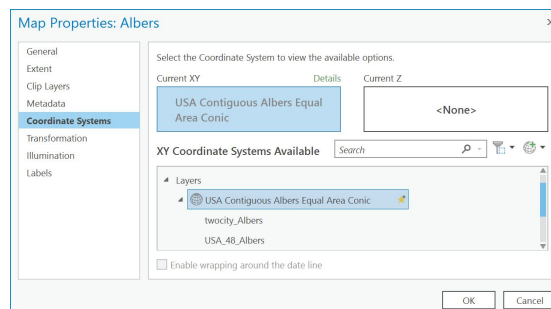 Map Properties: Albers
General
Extent
Clip Layers
Metadata
Coordinate Systems
Transformation
Illumination
Labels
Select the Coordinate System to view the available options.
Current XY Details Current Z
USA Contiguous Albers Equal
Area Conic
<None>
XY Coordinate Systems Available Search
Layers
USA Contiguous Albers Equal Area Conic
twocity_Albers
USA_48_Albers
Enable wrapping around the date line
OK Cancel